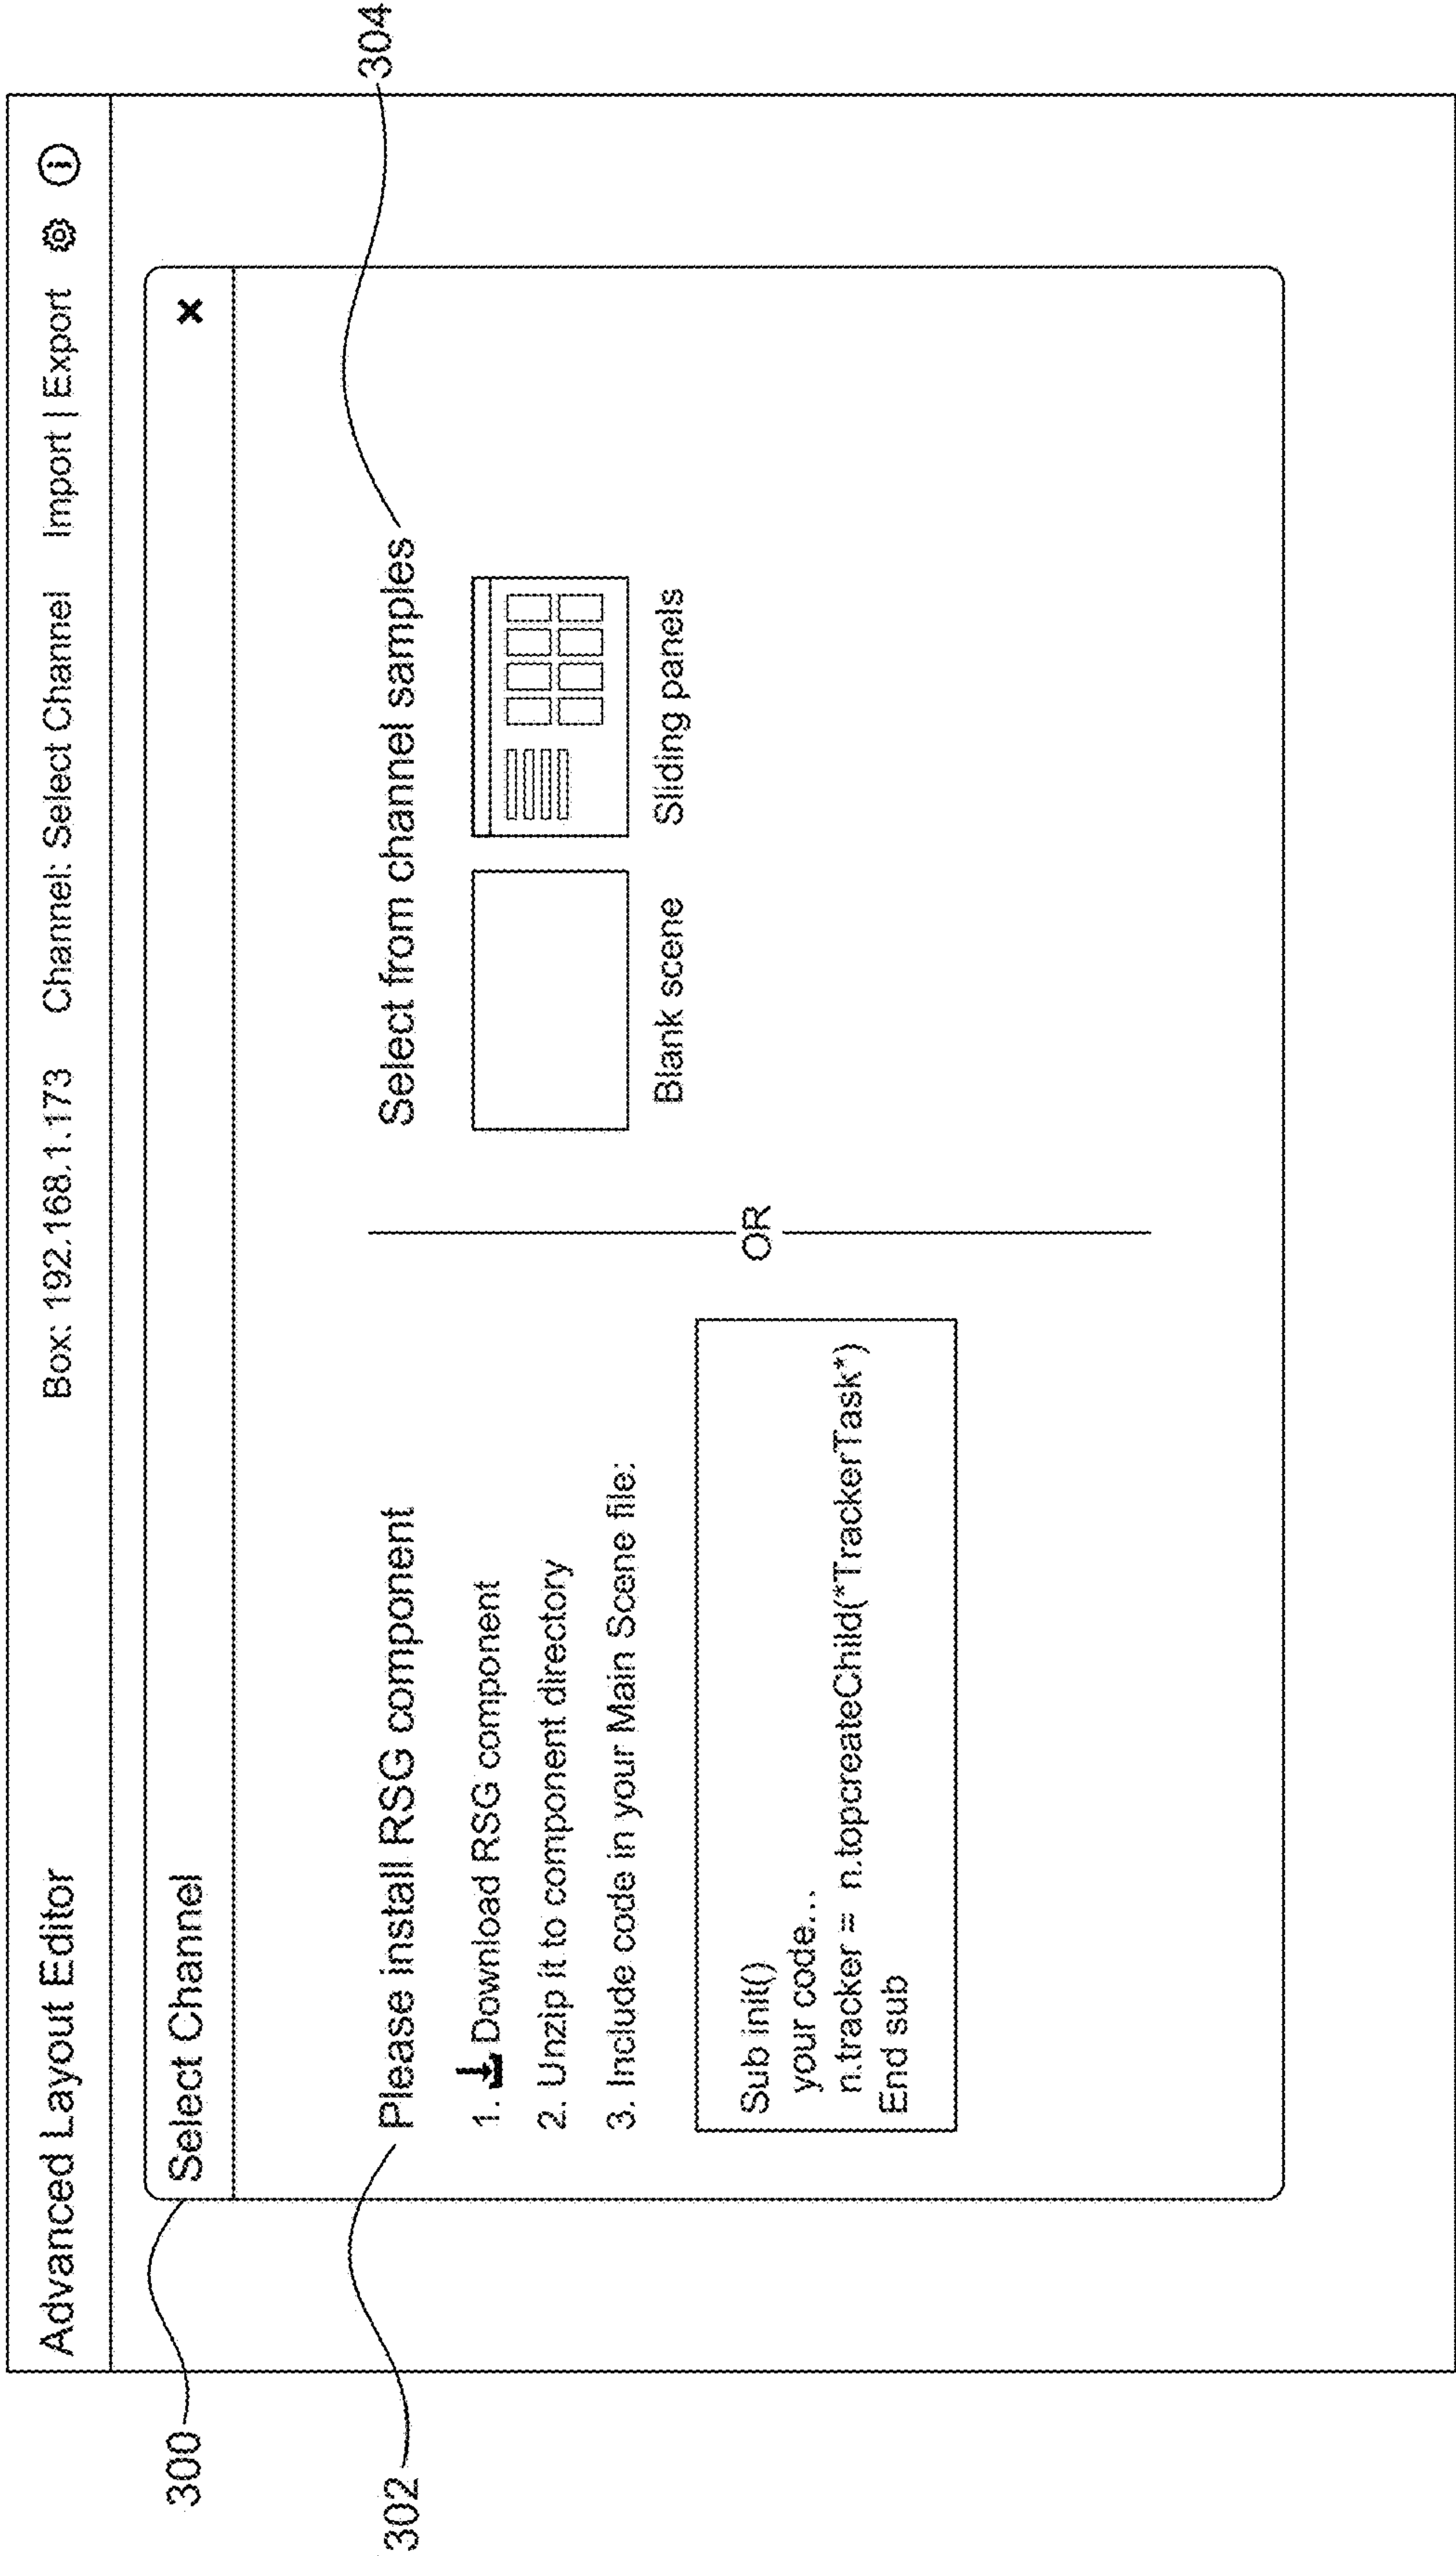 Advanced Layout Editor Box: 192.168.1.173 Channel: Select Channel Import | Export
300
Select Channel
302
304
Please install RSG component
1. Download RSG component
2. Unzip it to component directory
3. Include code in your Main Scene file:
Sub init()
your code...
n.tracker = n.topcreateChild(*TrackerTask*)
End sub
OR
Select from channel samples
Blank scene Sliding panels